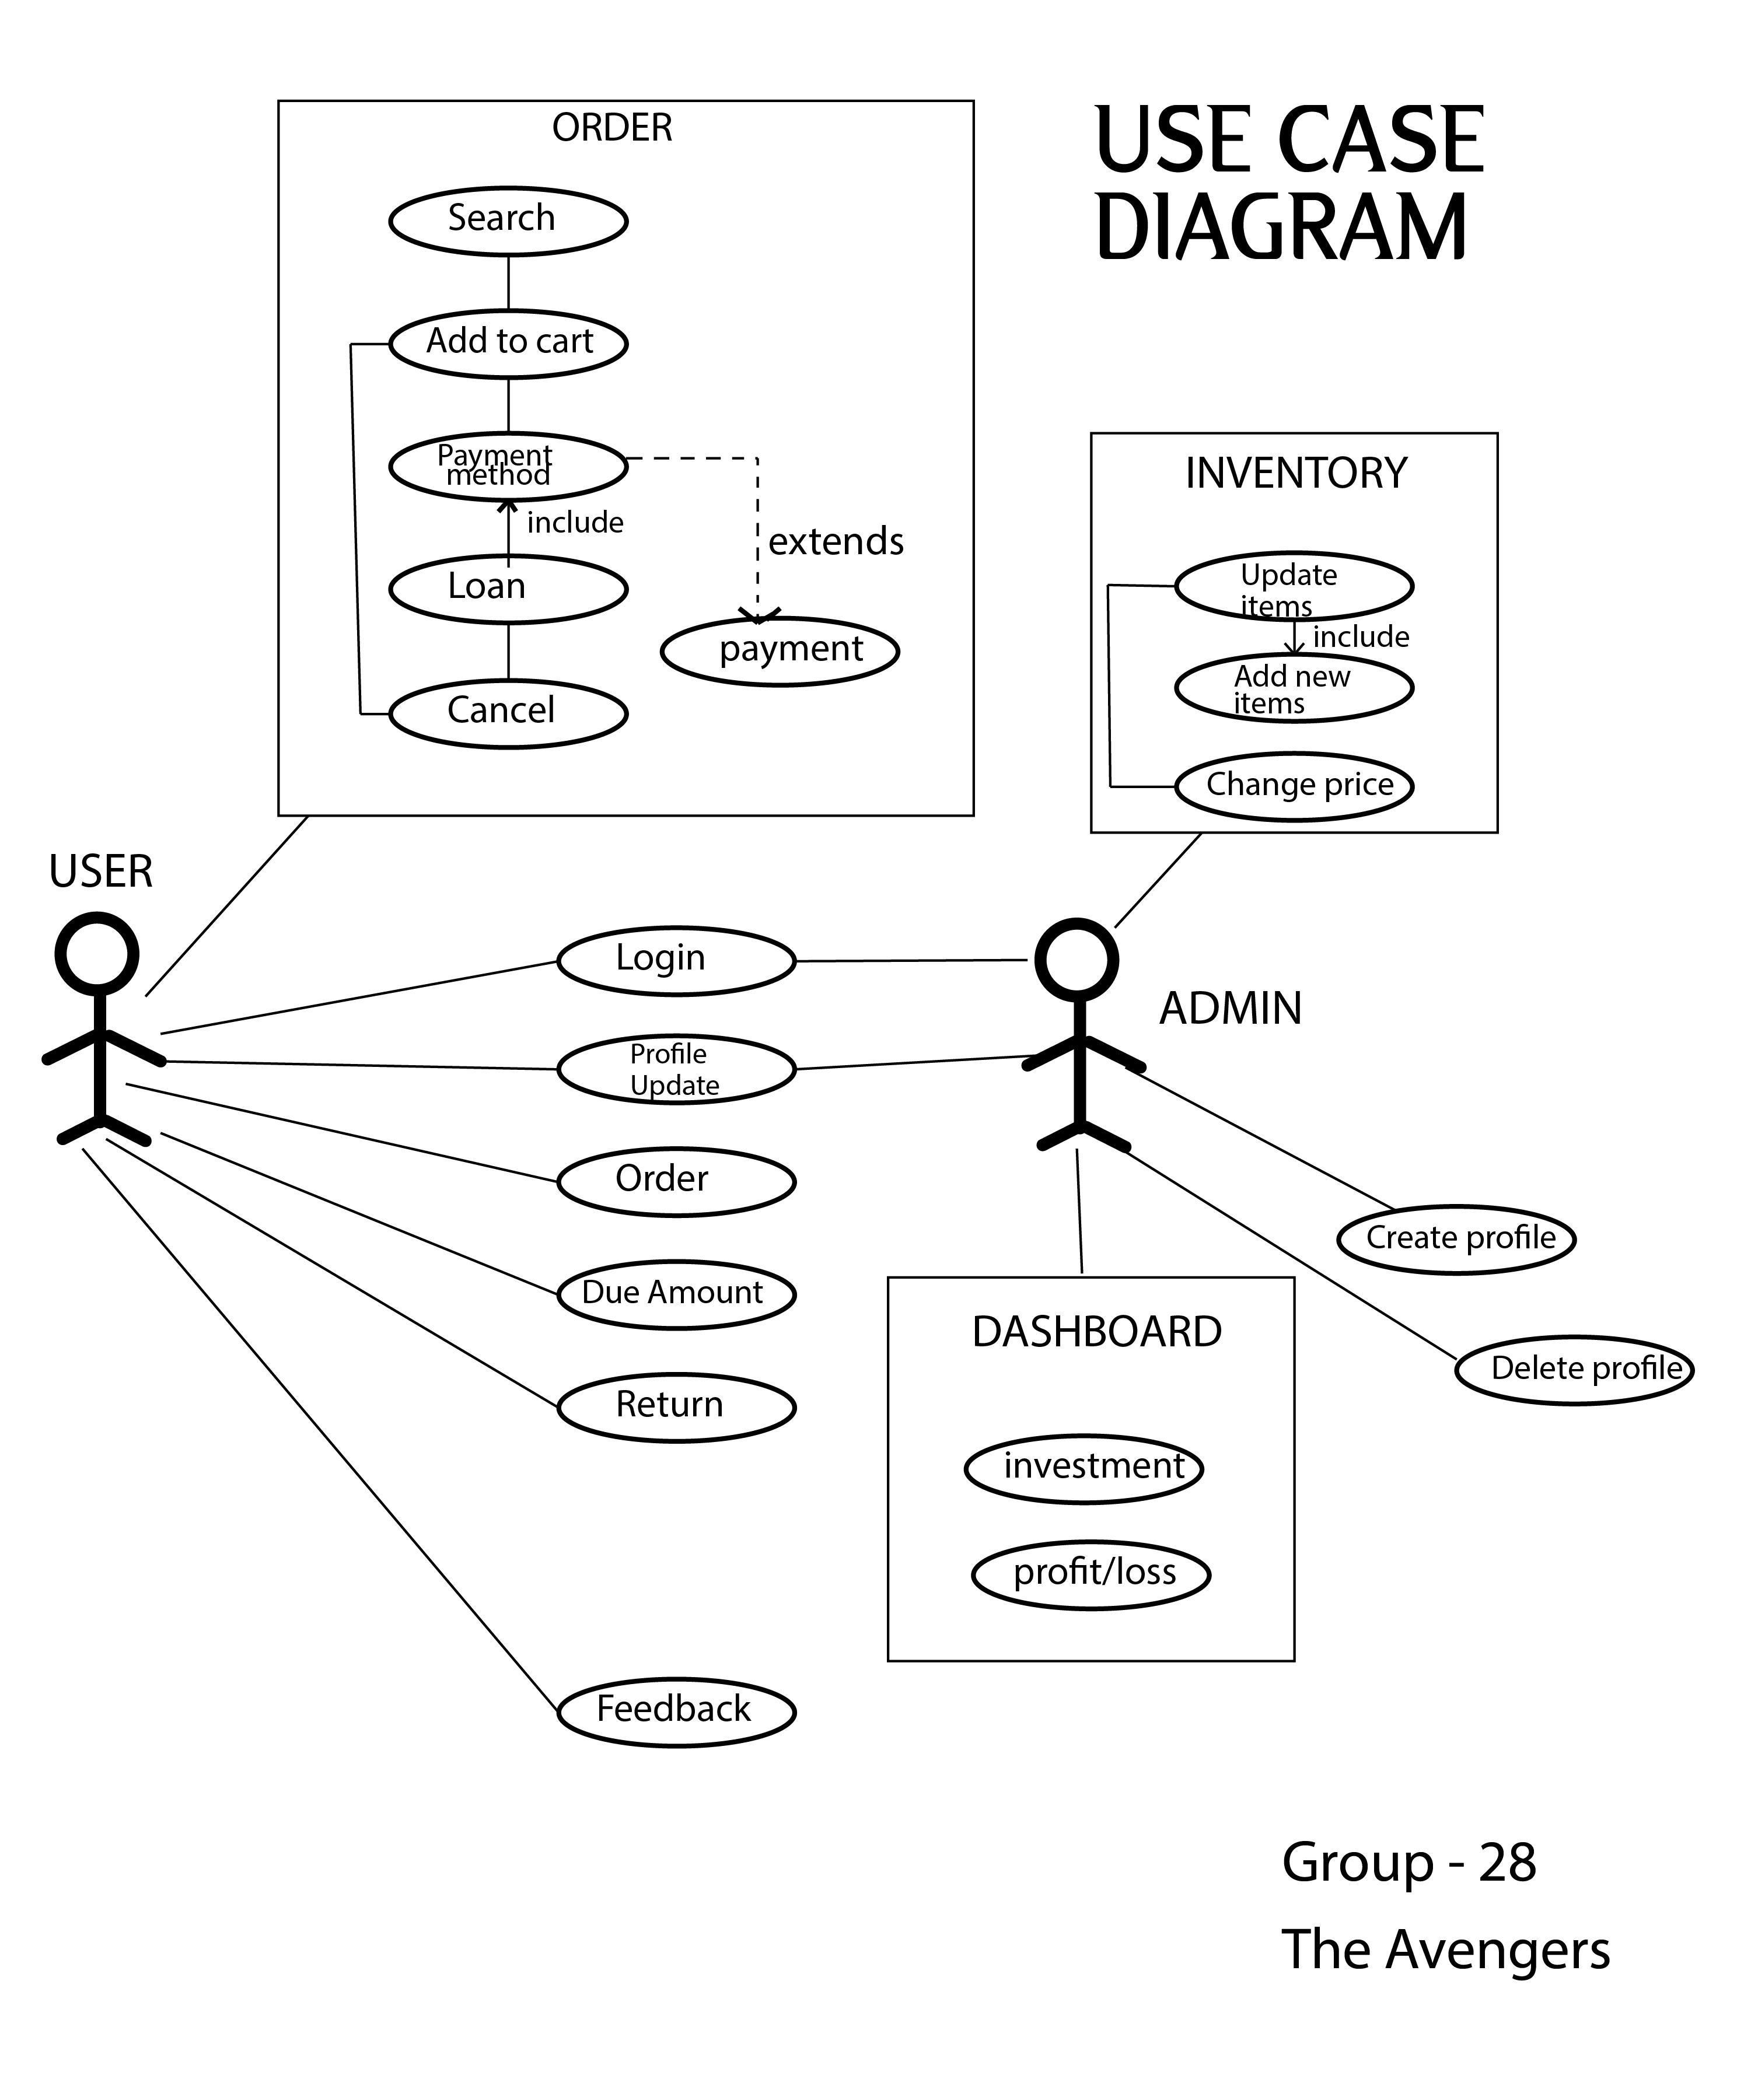 ORDER
USE CASE
DIAGRAM
Search
Add to cart
Payment
method
include
extends
Loan
payment
Cancel
INVENTORY
Update
items
include
Add new
items
Change price
USER
Login
ADMIN
Profile
Update
Order
Create profile
Due Amount
DASHBOARD
Delete profile
Return
investment
profit/loss
Feedback
Group - 28
The Avengers